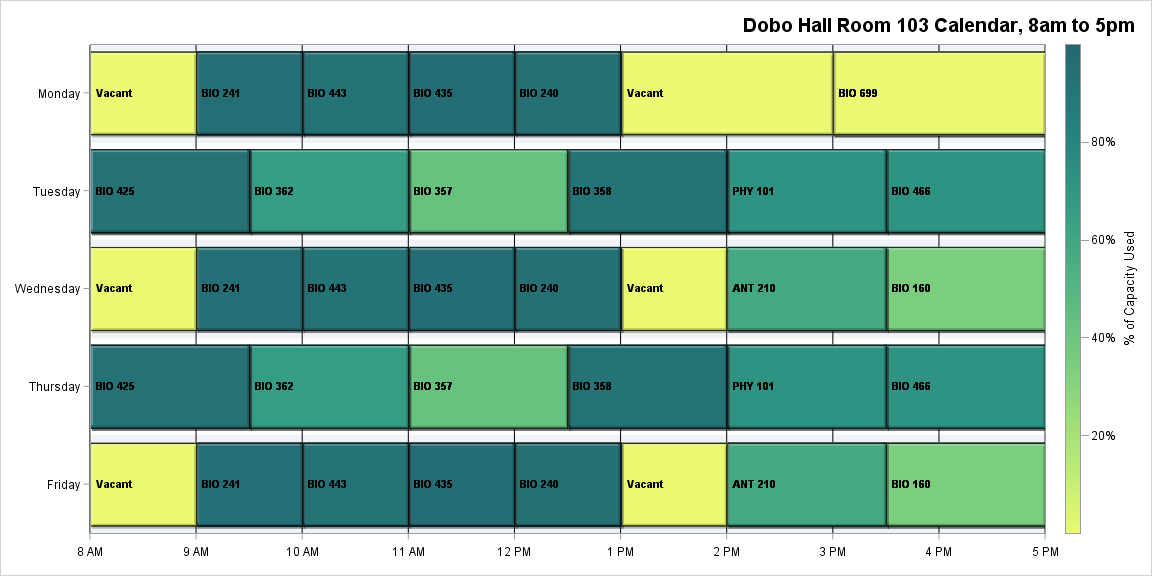 Dobo Hall Room 103 Calendar, 8am to 5pm
Monday Vacant BIO 241 BIO 443 BIO 435 BIO 240 Vacant BIO 699
Tuesday BIO 425 BIO 362 BIO 357 BIO 358 PHY 101 BIO 466
Wednesday Vacant BIO 241 BIO 443 BIO 435 BIO 240 Vacant ANT 210 BIO 160
Thursday BIO 425 BIO 362 BIO 357 BIO 358 PHY 101 BIO 466
Friday Vacant BIO 241 BIO 443 BIO 435 BIO 240 Vacant ANT 210 BIO 160
8 AM 9 AM 10 AM 11 AM 12 PM 1 PM 2 PM 3 PM 4 PM 5 PM
80%
60%
40%
20%
% of Capacity Used